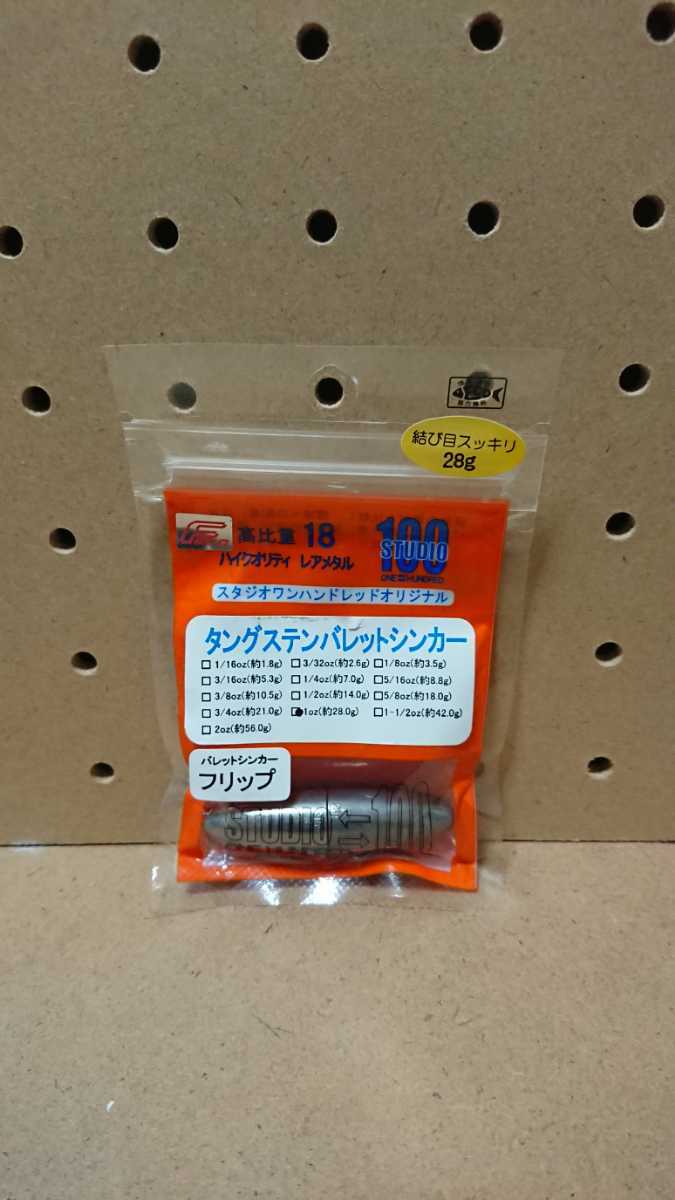 結び目スッキリ
28g
高比重 18
ハイクオリティ レアメタル
100
STUDIO
ONE HUNDRED
スタジオワンハンドレッドオリジナル
タングステンバレットシンカー
1/16oz(約1.8g) 3/32oz(約2.6g) 1/8oz(約3.5g)
3/16oz(約5.3g) 1/4oz(約7.0g) 5/16oz(約8.8g)
3/8oz(約10.5g) 1/2oz(約14.0g) 5/8oz(約18.0g)
3/4oz(約21.0g) 1oz(約28.0g) 1-1/2oz(約42.0g)
2oz(約56.0g)
バレットシンカー
フリップ
STUDIO 100